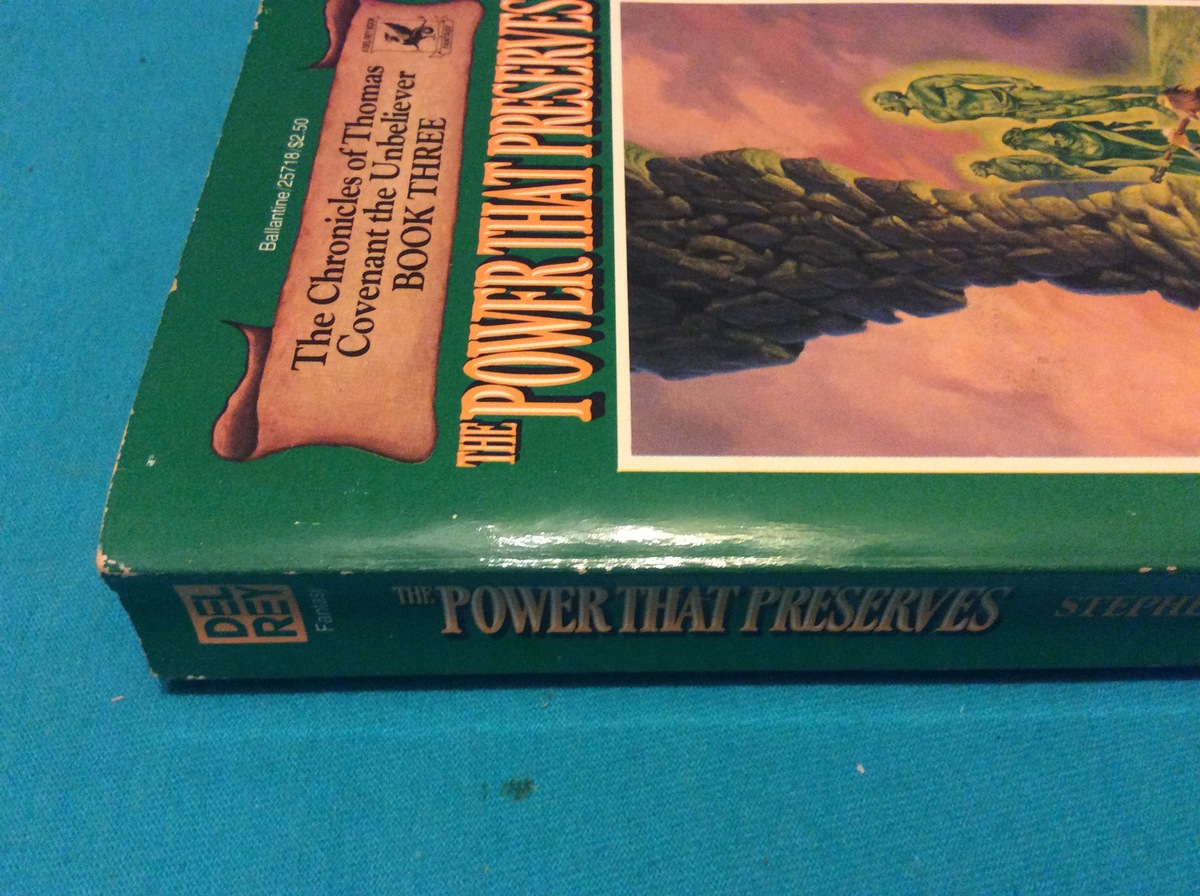 Ballantine/25718/$2.50
The Chronicles of Thomas
Covenant the Unbeliever
BOOK THREE
THE POWER THAT PRESERVES
DEL
REY
Fantasy
THE POWER THAT PRESERVES